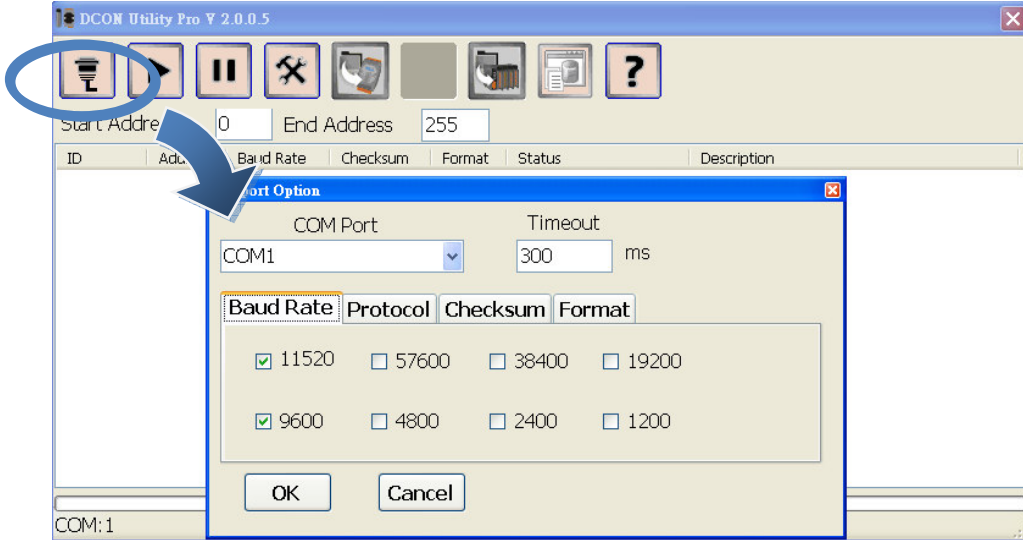 DCON Utility Pro V 2.0.0.5
?
Start Addre 0 End Address 255
ID Add Baud Rate Checksum Format Status Description
ort Option
COM Port Timeout
COM1 300 ms
Baud Rate Protocol Checksum Format
11520 57600 38400 19200
9600 4800 2400 1200
OK Cancel
COM:1